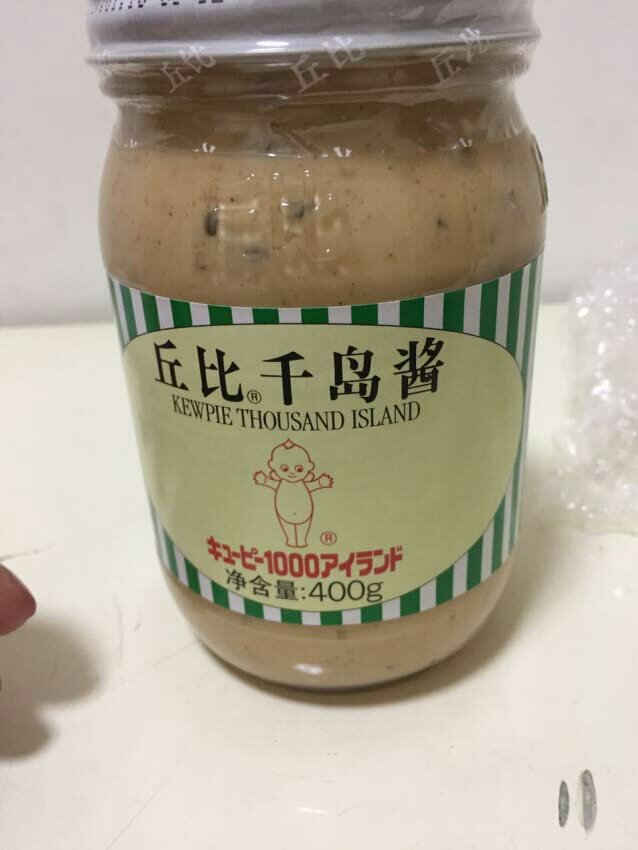 丘比 丘比 丘比
丘比®千岛酱
KEWPIE THOUSAND ISLAND
®
キユーピー1000アイランド
净含量:400g